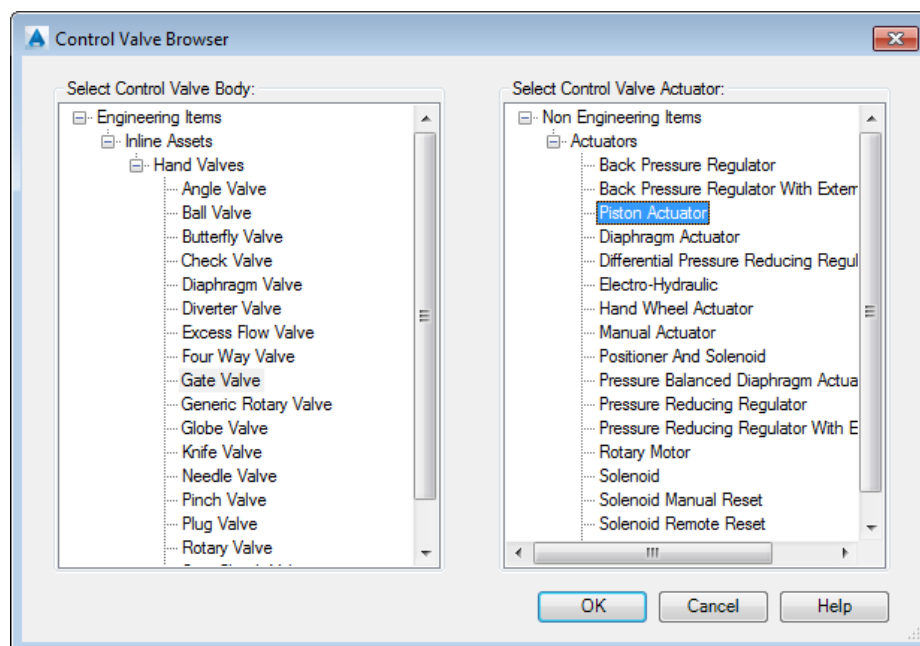 Control Valve Browser
Select Control Valve Body:
Engineering Items
Inline Assets
Hand Valves
Angle Valve
Ball Valve
Butterfly Valve
Check Valve
Diaphragm Valve
Diverter Valve
Excess Flow Valve
Four Way Valve
Gate Valve
Generic Rotary Valve
Globe Valve
Knife Valve
Needle Valve
Pinch Valve
Plug Valve
Rotary Valve
Select Control Valve Actuator:
Non Engineering Items
Actuators
Back Pressure Regulator
Back Pressure Regulator With Extern
Piston Actuator
Diaphragm Actuator
Differential Pressure Reducing Regul
Electro-Hydraulic
Hand Wheel Actuator
Manual Actuator
Positioner And Solenoid
Pressure Balanced Diaphragm Actua
Pressure Reducing Regulator
Pressure Reducing Regulator With E
Rotary Motor
Solenoid
Solenoid Manual Reset
Solenoid Remote Reset
OK Cancel Help